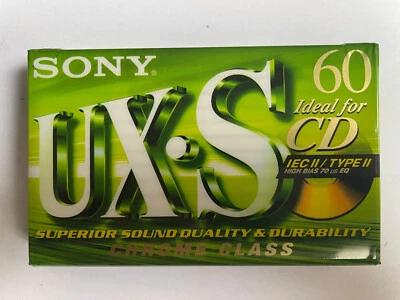 SONY®
60
Ideal for
CD
UX·S
IEC II / TYPE II
HIGH BIAS 70 μs EQ
SUPERIOR SOUND QUALITY & DURABILITY
CHROME CLASS